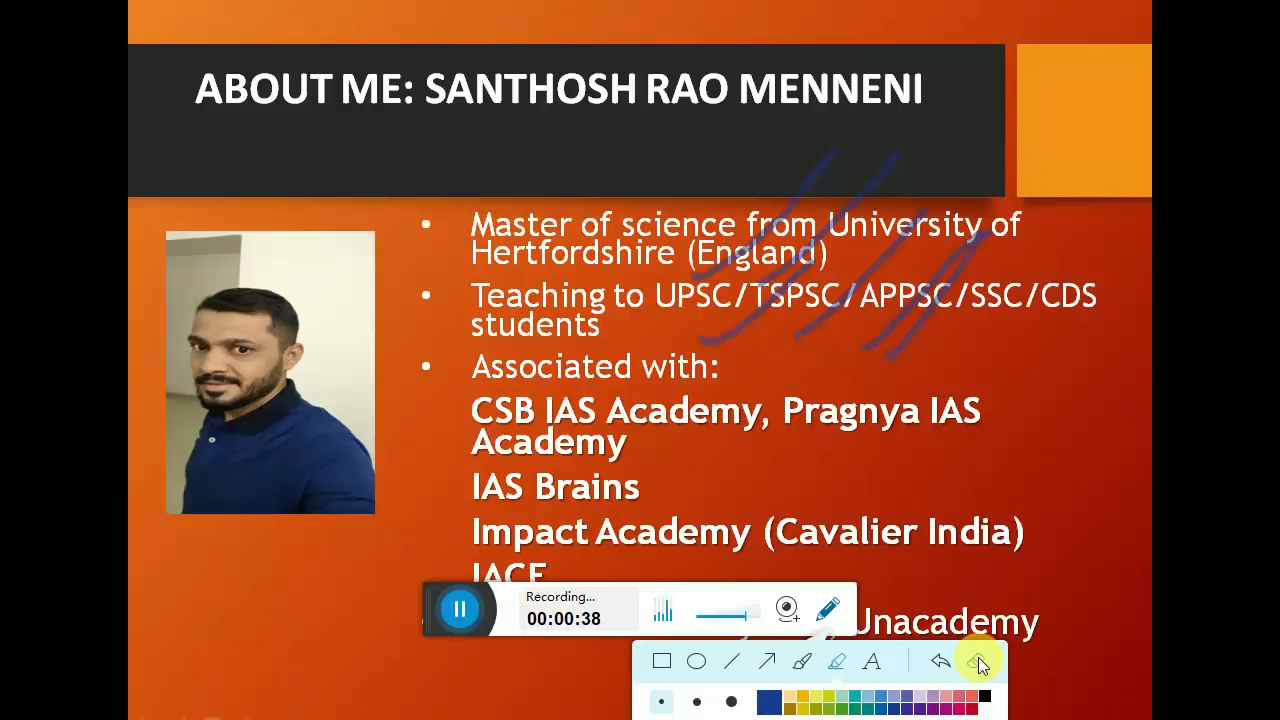 ABOUT ME: SANTHOSH RAO MENNENI
• Master of science from University of
Hertfordshire (England)
• Teaching to UPSC/TSPSC/APPSC/SSC/CDS
students
• Associated with:
CSB IAS Academy, Pragnya IAS
Academy
IAS Brains
Impact Academy (Cavalier India)
IACE
Recording...
00:00:38
Unacademy
A